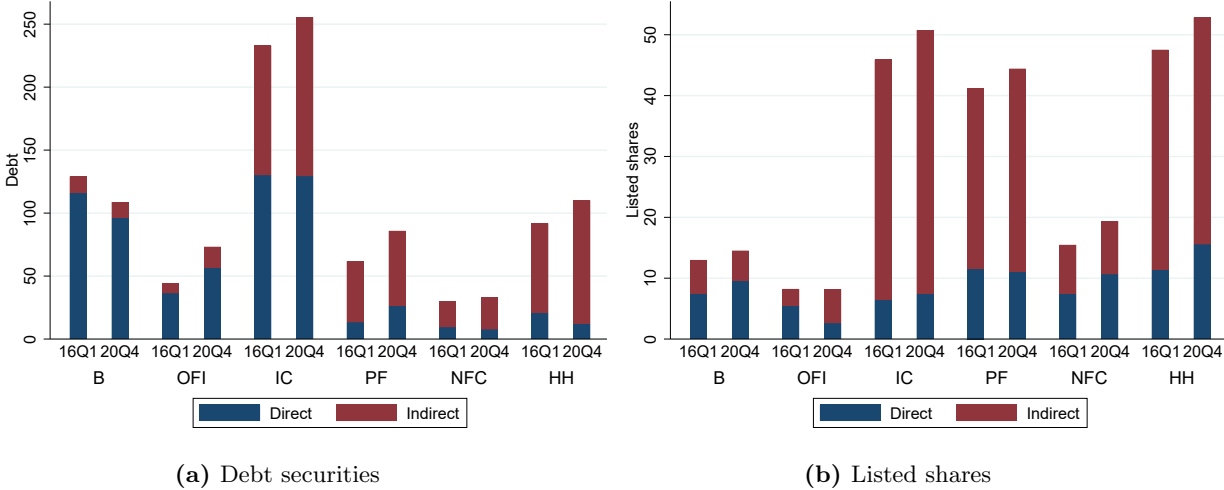 250
200
150
100
50
0
Debt
16Q1 20Q4 16Q1 20Q4 16Q1 20Q4 16Q1 20Q4 16Q1 20Q4 16Q1 20Q4
B OFI IC PF NFC HH
Direct Indirect
(a) Debt securities
50
40
30
20
10
0
Listed shares
16Q1 20Q4 16Q1 20Q4 16Q1 20Q4 16Q1 20Q4 16Q1 20Q4 16Q1 20Q4
B OFI IC PF NFC HH
Direct Indirect
(b) Listed shares